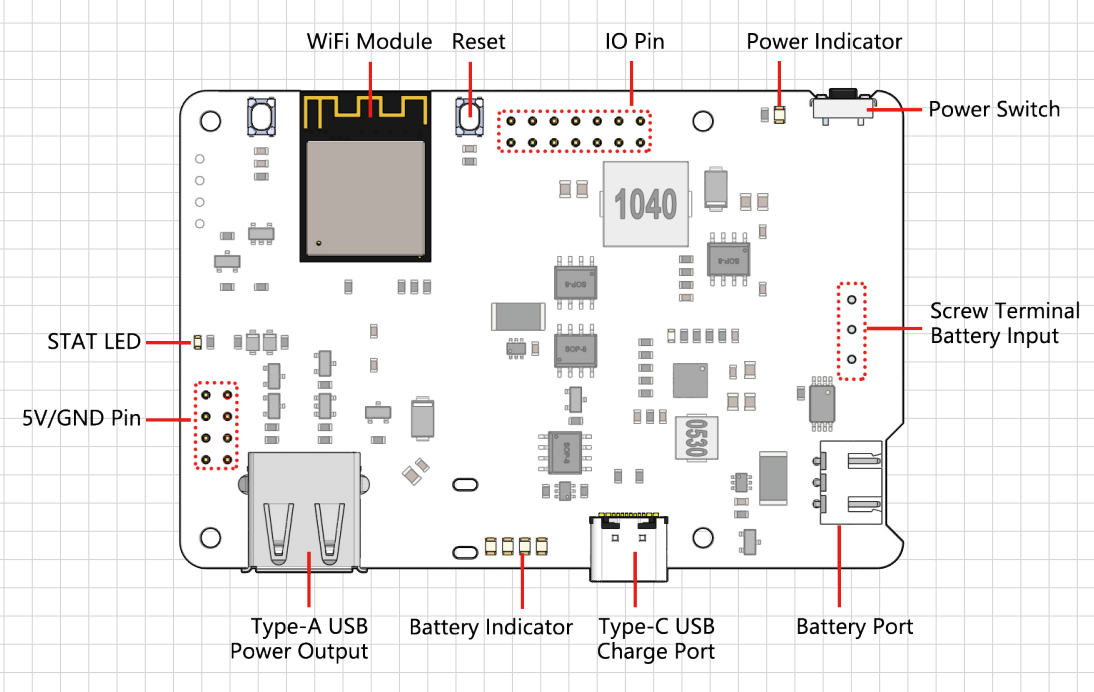 WiFi Module
Reset
IO Pin
Power Indicator
Power Switch
1040
SOP-8
SOP-8
Screw Terminal
Battery Input
STAT LED
SOP-8
5V/GND Pin
0530
SOP-8
Type-A USB
Power Output
Battery Indicator
Type-C USB
Charge Port
Battery Port